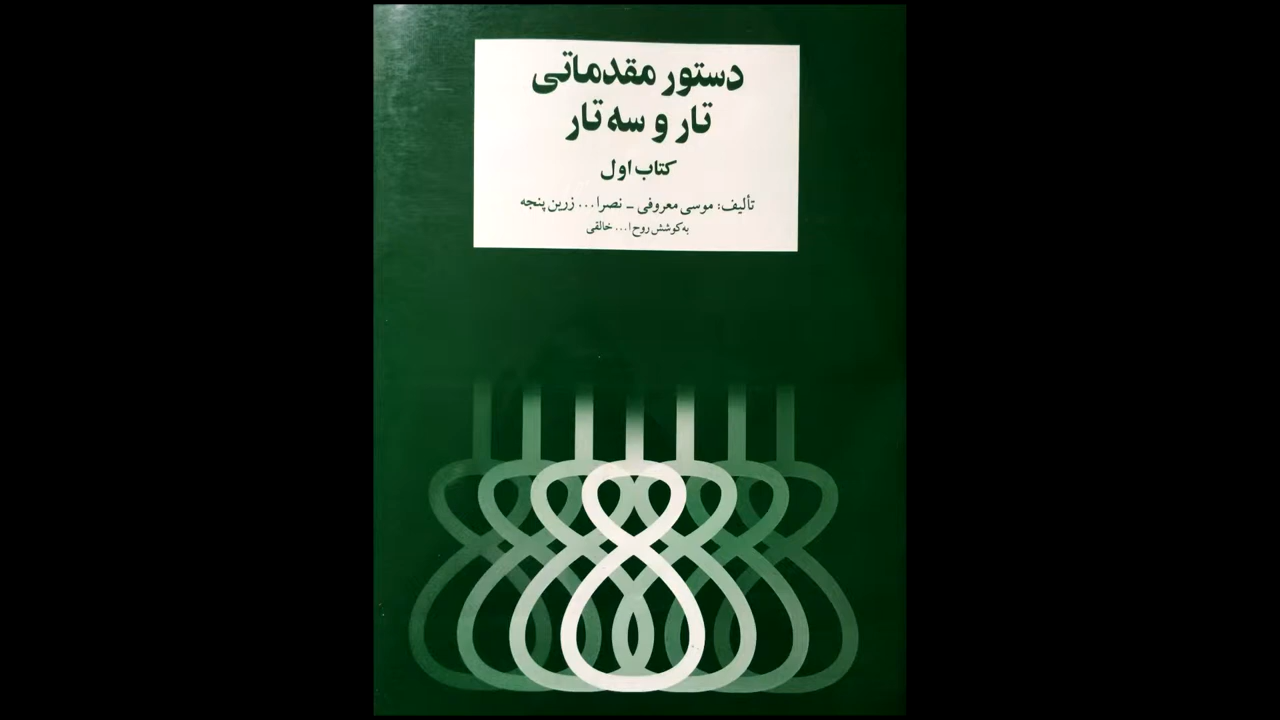 دستور مقدماتی
تار و سه تار
کتاب اول
تألیف: موسی معروفی ـ نصرا... زرین پنجه
به کوشش روح ا... خالقی